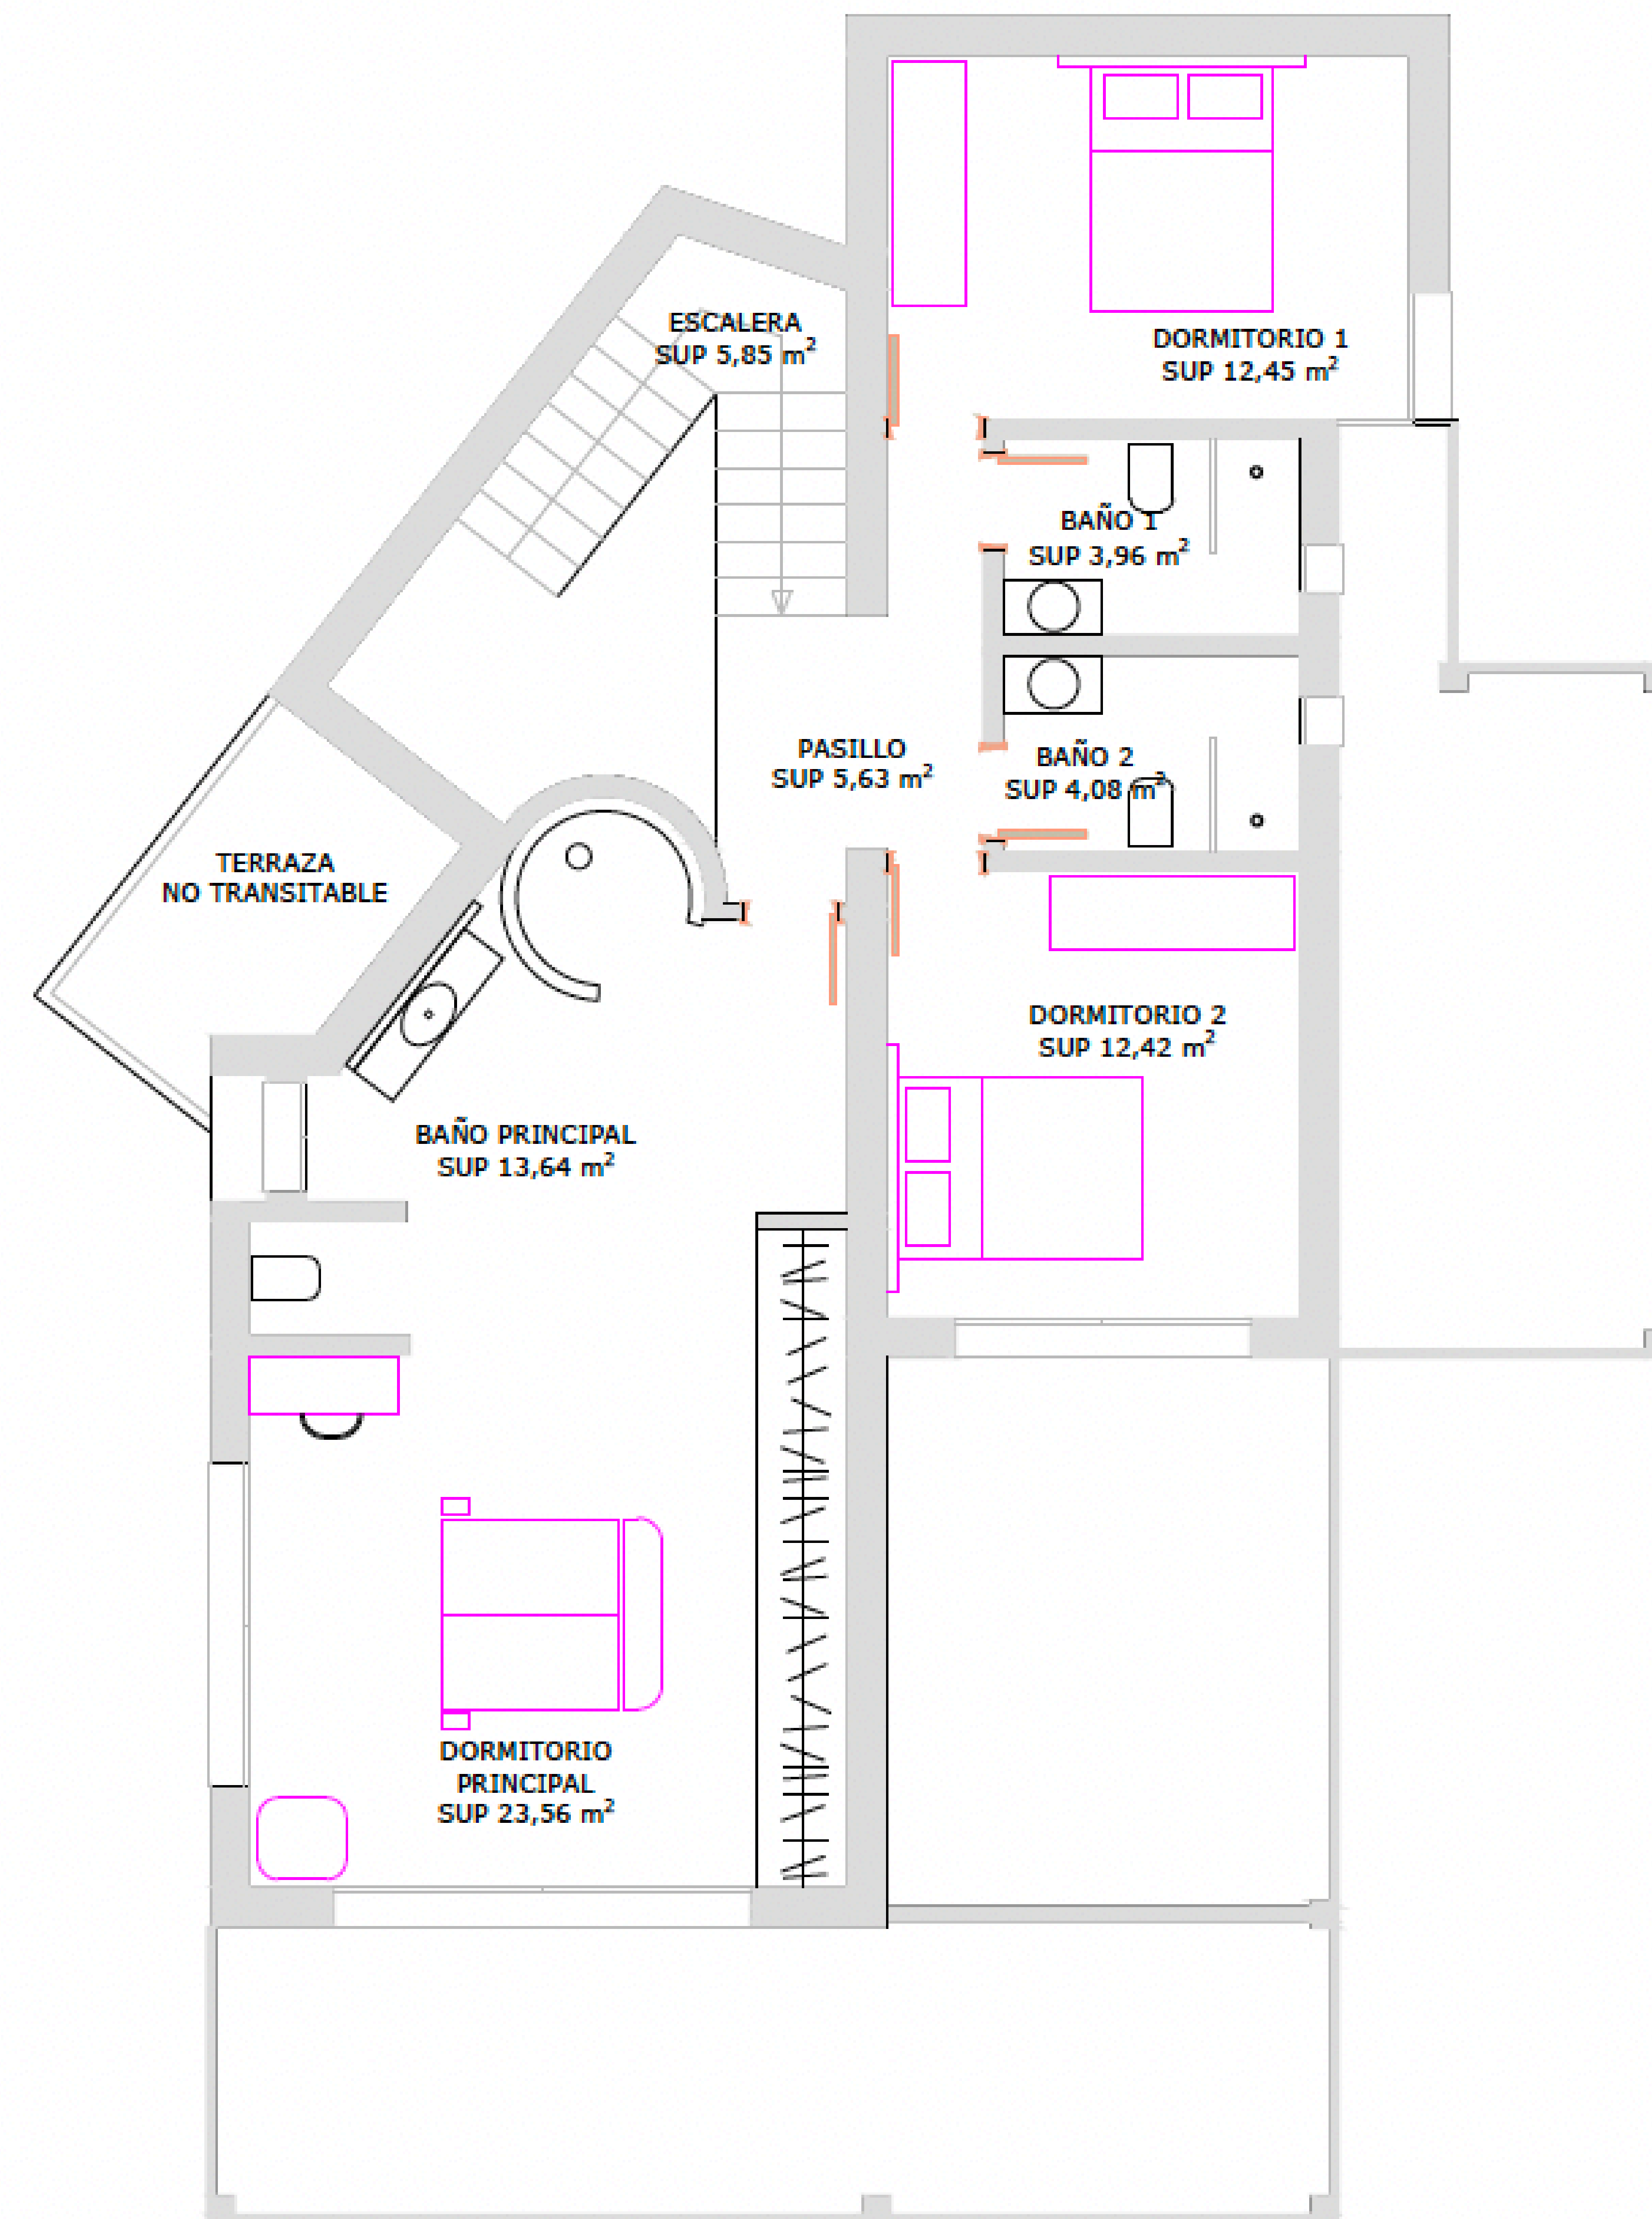 ESCALERA
SUP 5,85 m²
DORMITORIO 1
SUP 12,45 m²
BAÑO 1
SUP 3,96 m²
PASILLO
SUP 5,63 m²
BAÑO 2
SUP 4,08 m²
TERRAZA
NO TRANSITABLE
DORMITORIO 2
SUP 12,42 m²
BAÑO PRINCIPAL
SUP 13,64 m²
DORMITORIO
PRINCIPAL
SUP 23,56 m²